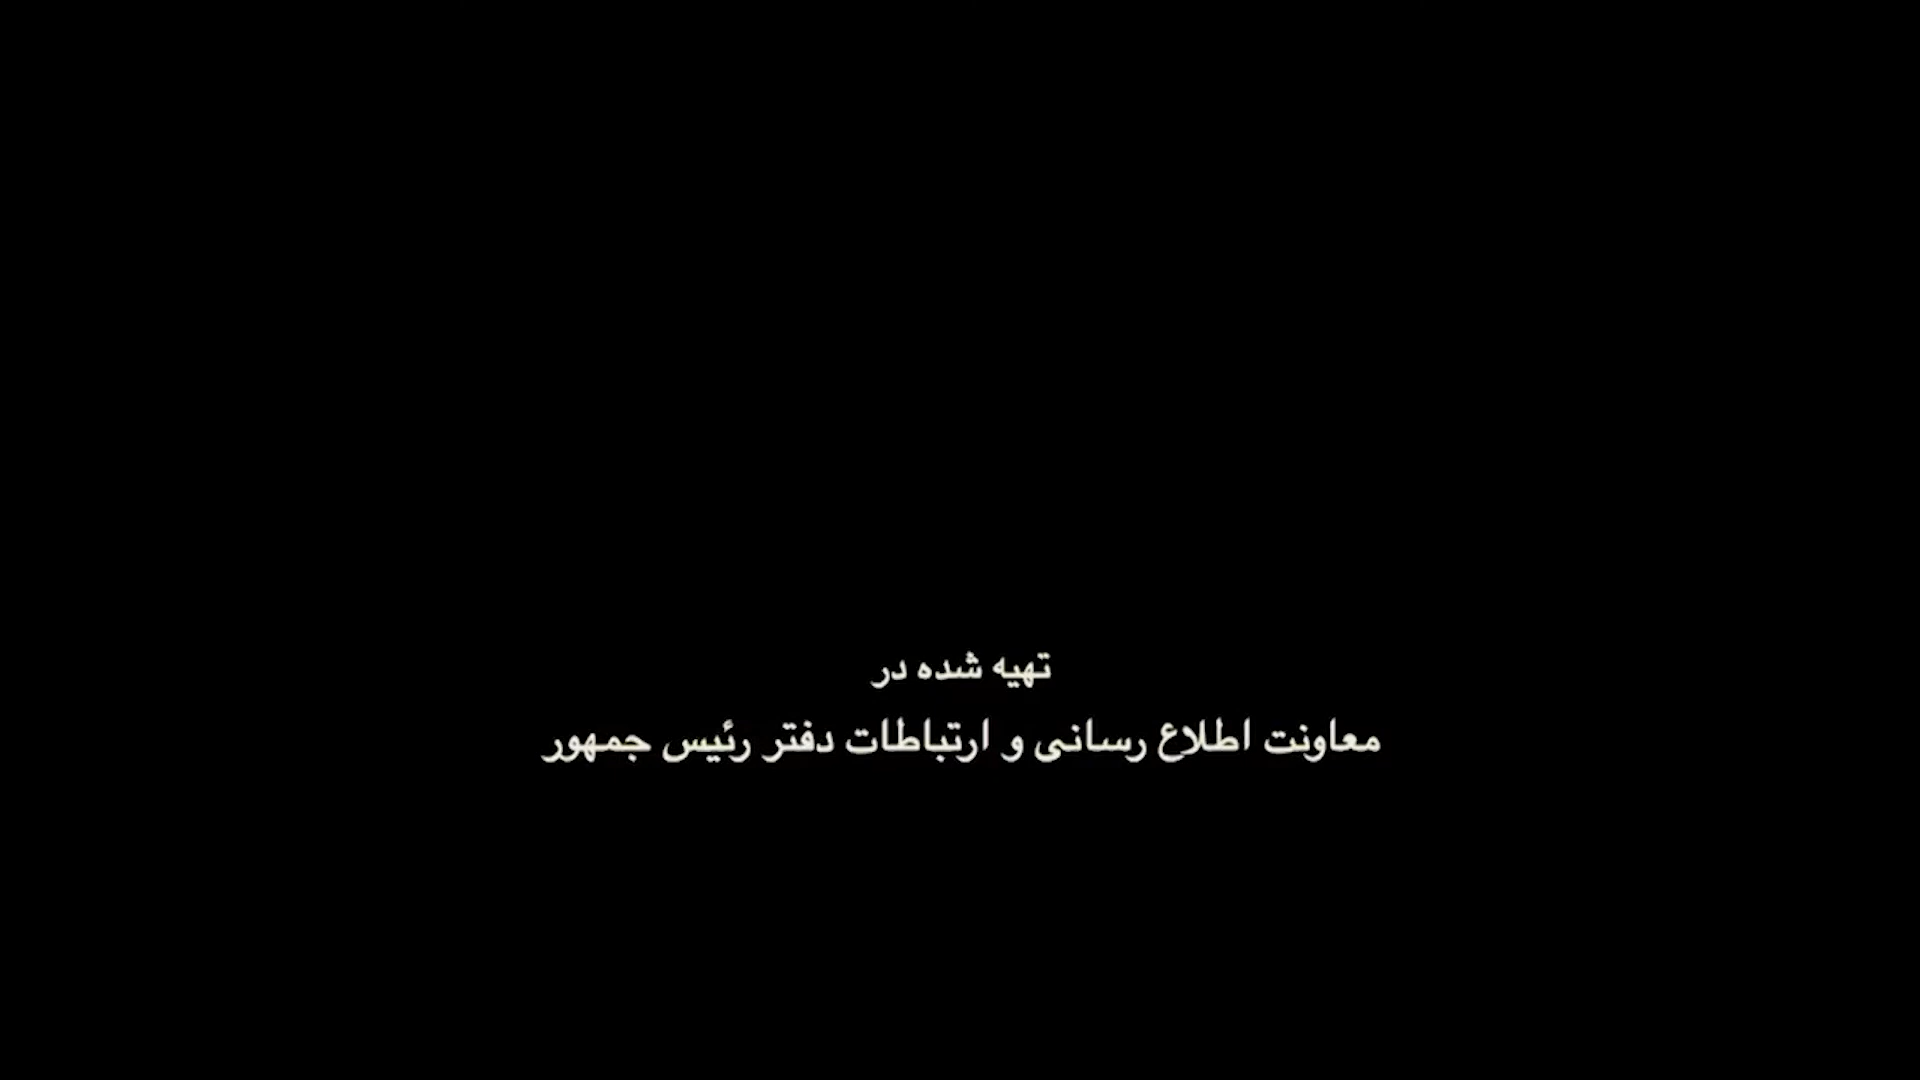 تهیه شده در
معاونت اطلاع رسانی و ارتباطات دفتر رئیس جمهور